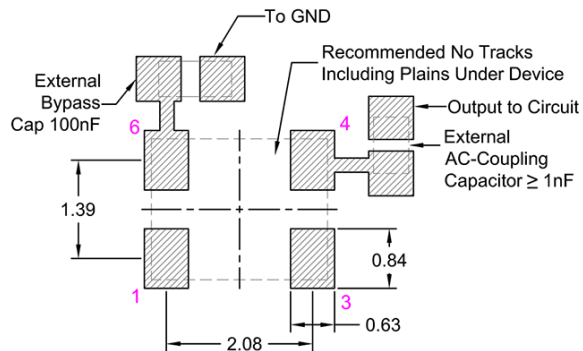 To GND
External
Bypass
Cap 100nF
Recommended No Tracks
Including Plains Under Device
6
4
Output to Circuit
External
AC-Coupling
Capacitor ≥ 1nF
1.39
0.84
1
3
0.63
2.08